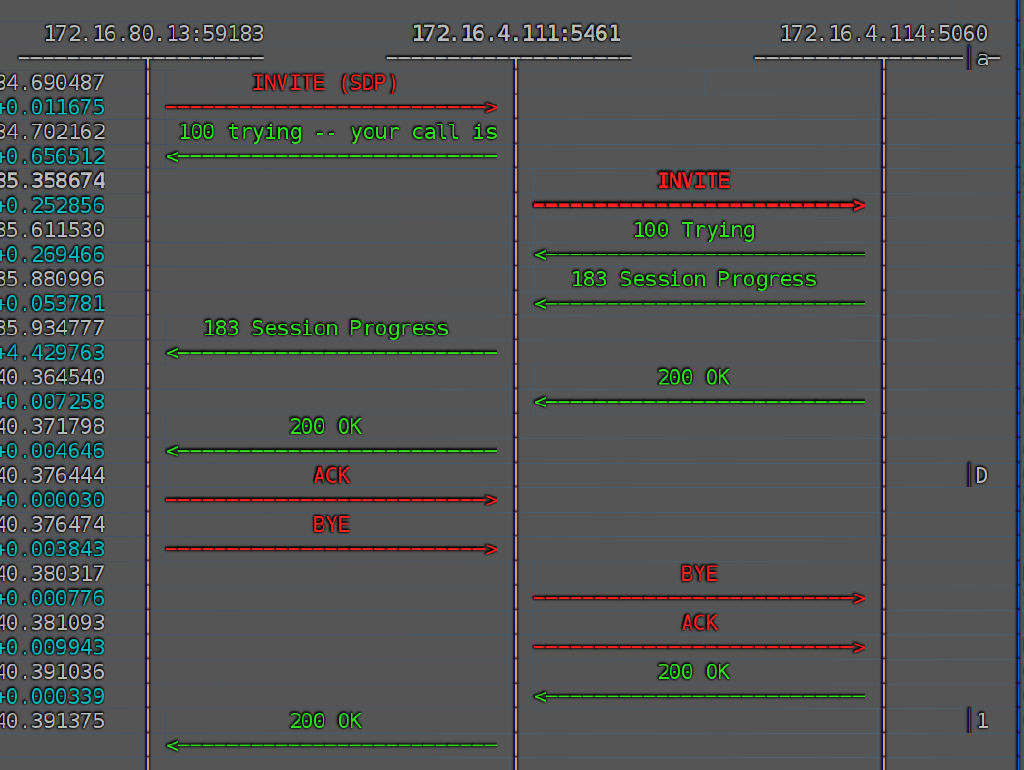 172.16.80.13:59183 172.16.4.111:5461 172.16.4.114:5060
a
34.690487 INVITE (SDP)
+0.011675
34.702162 100 trying -- your call is
+0.656512
35.358674 INVITE
+0.252856
35.611530 100 Trying
+0.269466
35.880996 183 Session Progress
+0.053781
35.934777 183 Session Progress
+4.429763
40.364540 200 OK
+0.007258
40.371798 200 OK
+0.004646
40.376444 ACK D
+0.000030
40.376474 BYE
+0.003843
40.380317 BYE
+0.000776
40.381093 ACK
+0.009943
40.391036 200 OK
+0.000339
40.391375 200 OK 1